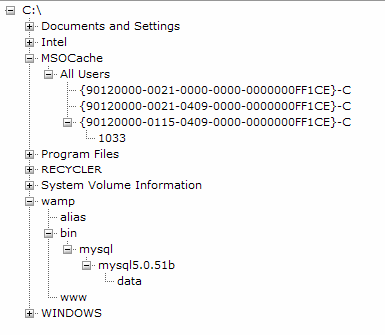 C:\
Documents and Settings
Intel
MSOCache
All Users
{90120000-0021-0000-0000-0000000FF1CE}-C
{90120000-0021-0409-0000-0000000FF1CE}-C
{90120000-0115-0409-0000-0000000FF1CE}-C
1033
Program Files
RECYCLER
System Volume Information
wamp
alias
bin
mysql
mysql5.0.51b
data
www
WINDOWS